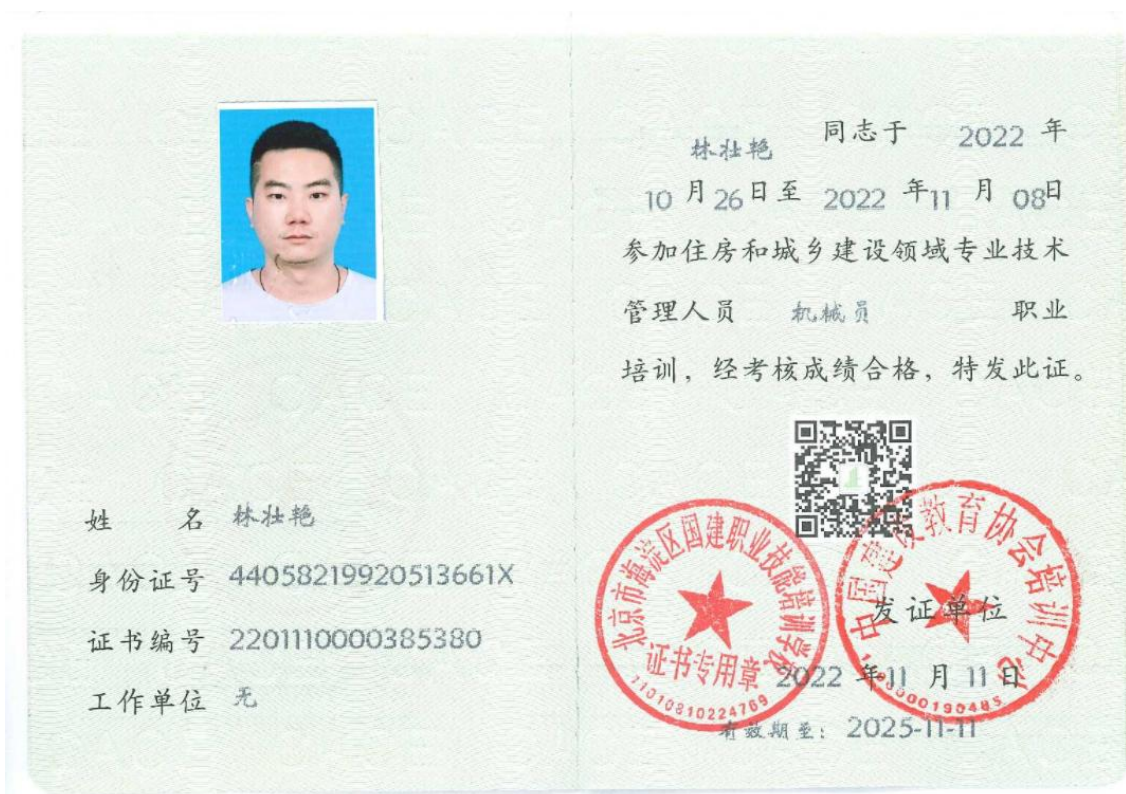 姓 名 林壮艳
身份证号 44058219920513661X
证书编号 2201110000385380
工作单位 无
林壮艳 同志于 2022 年
10 月 26 日至 2022 年 11 月 08 日
参加住房和城乡建设领域专业技术
管理人员 机械员 职业
培训，经考核成绩合格，特发此证。
北京市海淀区国建职业技能培训学校
证书专用章
11010810224769
中国建设教育协会培训中心
发证单位
2022 年 11 月 11 日
有效期至：2025-11-11